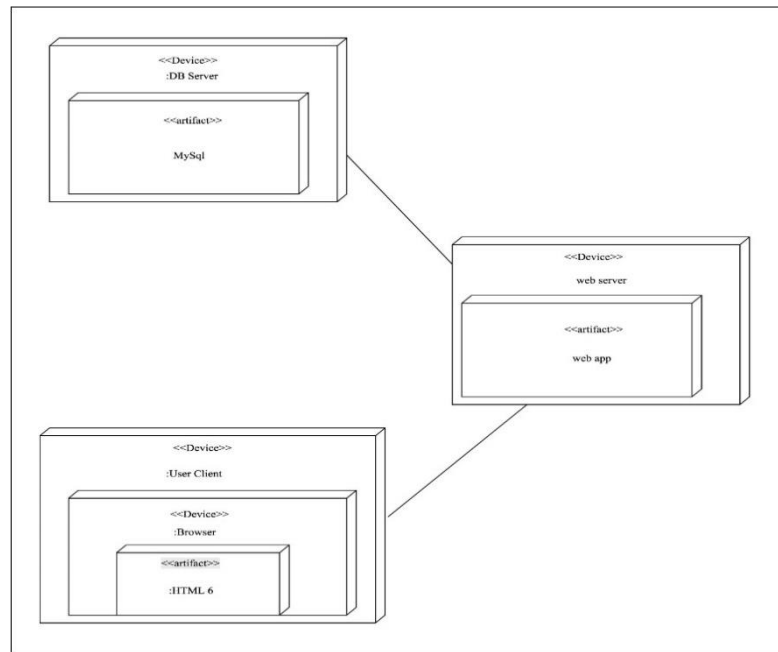 <<Device>>
:DB Server
<<artifact>>
MySql
<<Device>>
web server
<<artifact>>
web app
<<Device>>
:User Client
<<Device>>
:Browser
<<artifact>>
:HTML 6